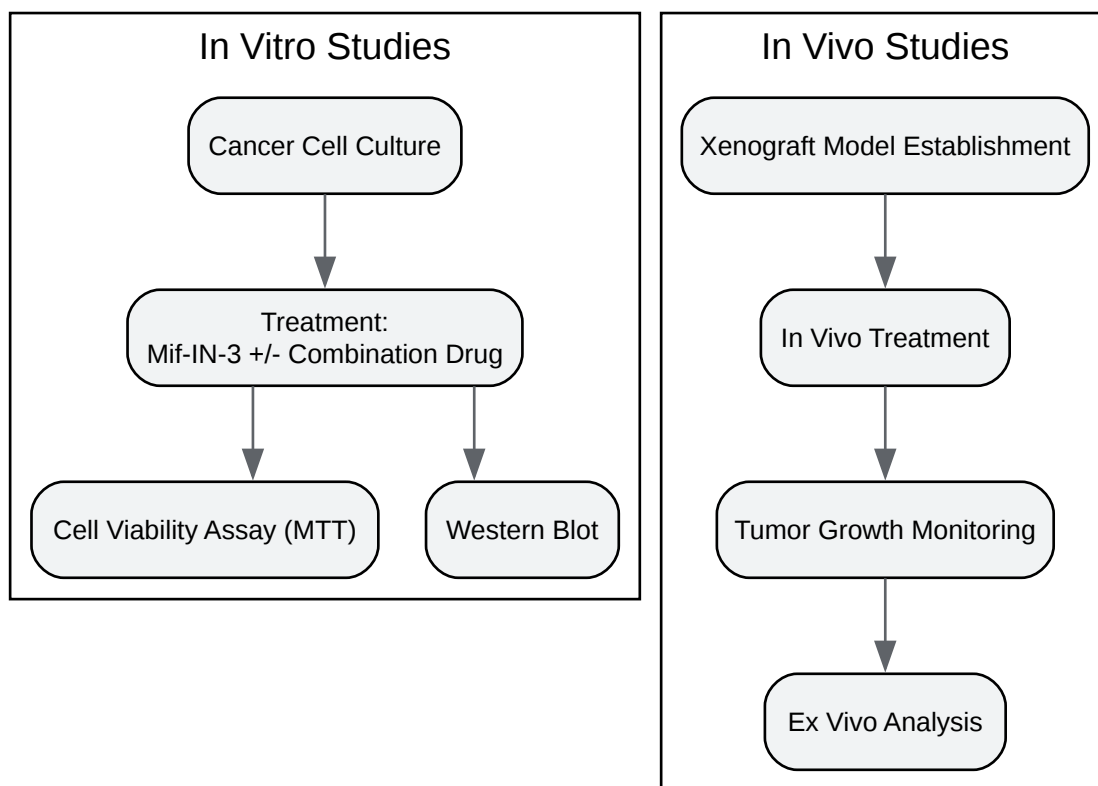 In Vitro Studies
Cancer Cell Culture
Treatment:
Mif-IN-3 +/- Combination Drug
Cell Viability Assay (MTT)
Western Blot
In Vivo Studies
Xenograft Model Establishment
In Vivo Treatment
Tumor Growth Monitoring
Ex Vivo Analysis